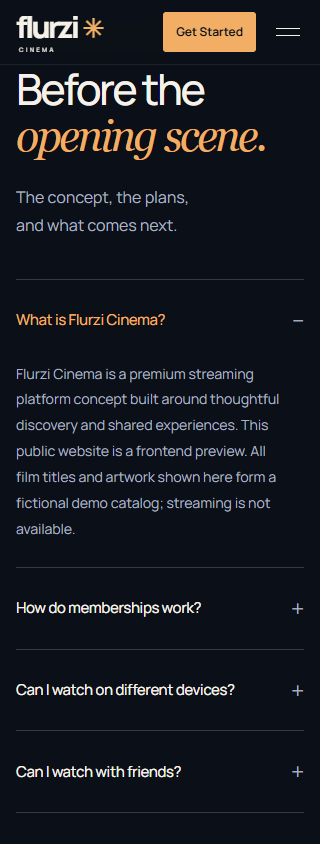 flurzi
CINEMA
Get Started
Before the
opening scene.
The concept, the plans,
and what comes next.
What is Flurzi Cinema?
Flurzi Cinema is a premium streaming
platform concept built around thoughtful
discovery and shared experiences. This
public website is a frontend preview. All
film titles and artwork shown here form a
fictional demo catalog; streaming is not
available.
How do memberships work?
Can I watch on different devices?
Can I watch with friends?